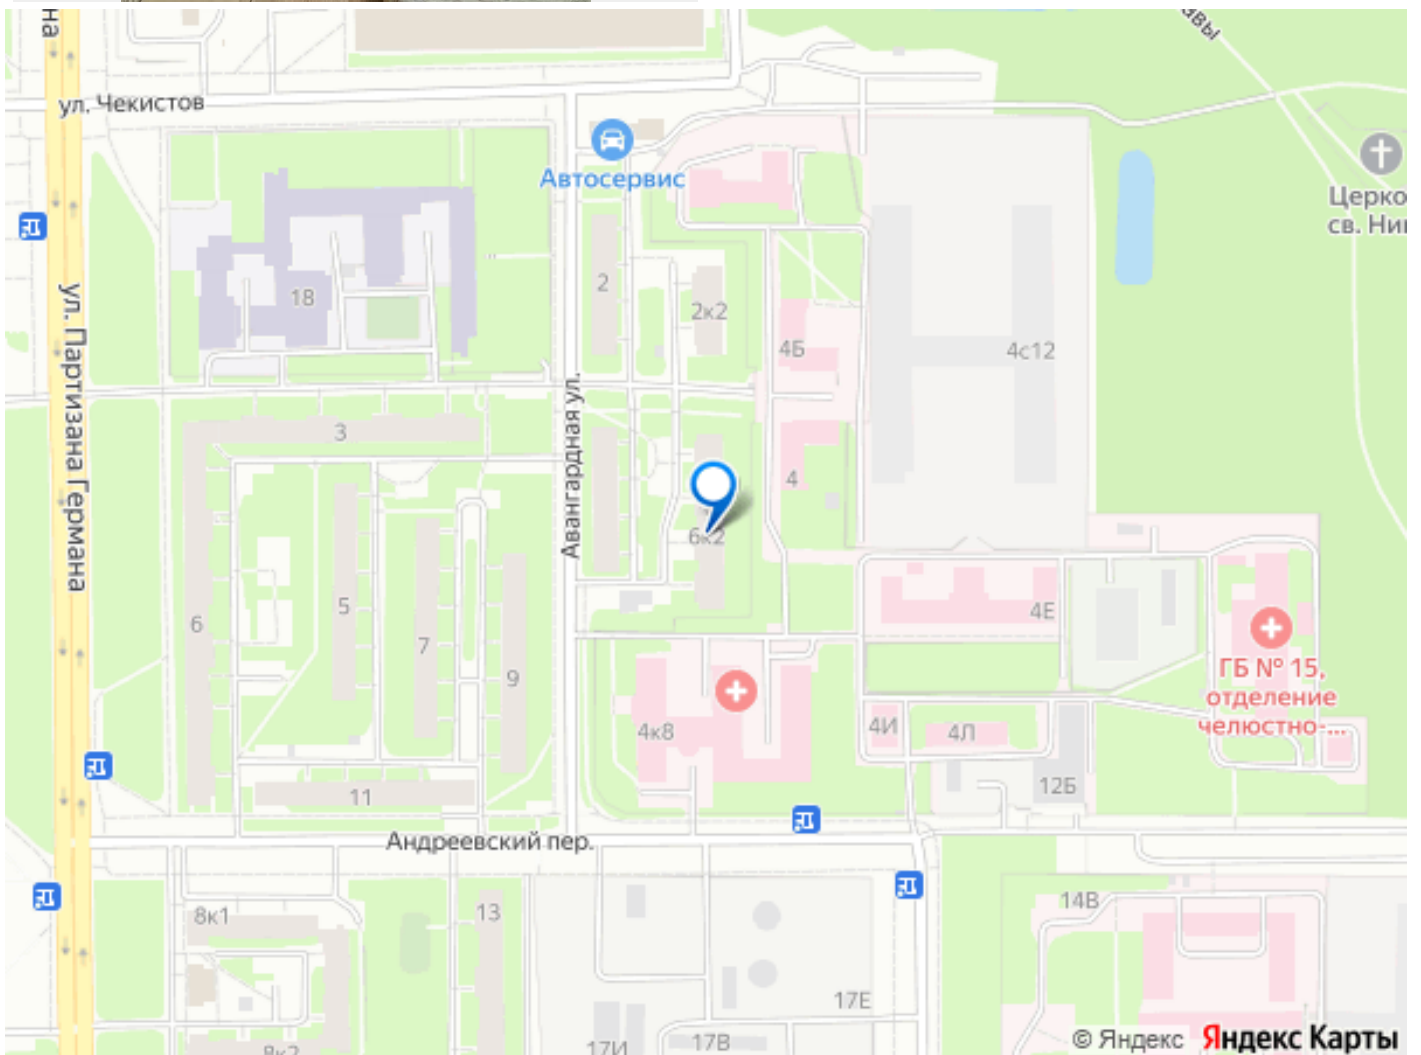 на
авы
ул. Чекистов
Автосервис
Церко
св. Ни
18
2
2к2
4Б
4с12
ул. Партизана Германа
Авангардная ул.
3
4
6к2
6
5
7
9
4Е
ГБ № 15,
отделение
челюстно-...
4к8
4И
4Л
12Б
11
Андреевский пер.
8к1
13
14В
17Е
17В
17И
8к2
© Яндекс Яндекс Карты